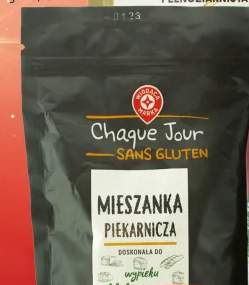 0123
WIODĄCA
MARKA
Chaque Jour
SANS GLUTEN
MIESZANKA
PIEKARNICZA
DOSKONAŁA DO
wypieku